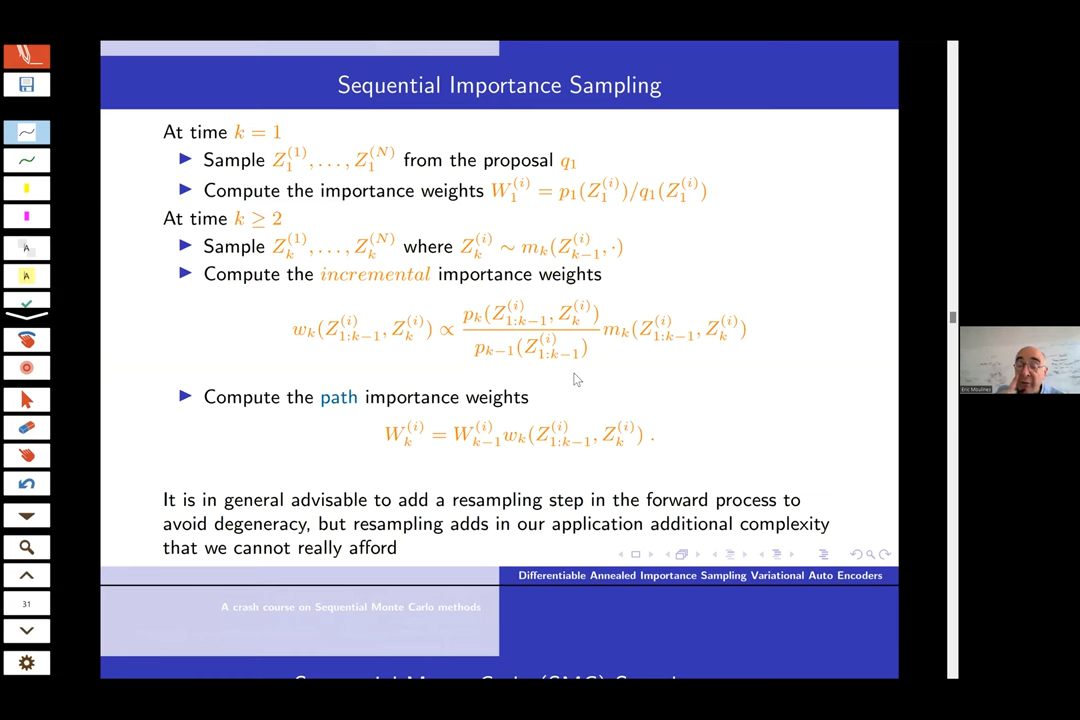 Sequential Importance Sampling
At time k = 1
▶ Sample Z_1^{(1)}, . . . , Z_1^{(N)} from the proposal q_1
▶ Compute the importance weights W_1^{(i)} = p_1(Z_1^{(i)})/q_1(Z_1^{(i)})
At time k ≥ 2
▶ Sample Z_k^{(1)}, . . . , Z_k^{(N)} where Z_k^{(i)} ∼ m_k(Z_{k−1}^{(i)}, ·)
▶ Compute the incremental importance weights
w_k(Z_{1:k−1}^{(i)}, Z_k^{(i)}) ∝ \frac{p_k(Z_{1:k−1}^{(i)}, Z_k^{(i)})}{p_{k−1}(Z_{1:k−1}^{(i)})} m_k(Z_{1:k−1}^{(i)}, Z_k^{(i)})
▶ Compute the path importance weights
W_k^{(i)} = W_{k−1}^{(i)} w_k(Z_{1:k−1}^{(i)}, Z_k^{(i)}) .
It is in general advisable to add a resampling step in the forward process to
avoid degeneracy, but resampling adds in our application additional complexity
that we cannot really afford
Differentiable Annealed Importance Sampling Variational Auto Encoders
A crash course on Sequential Monte Carlo methods
31
A
A
Eric Moulines